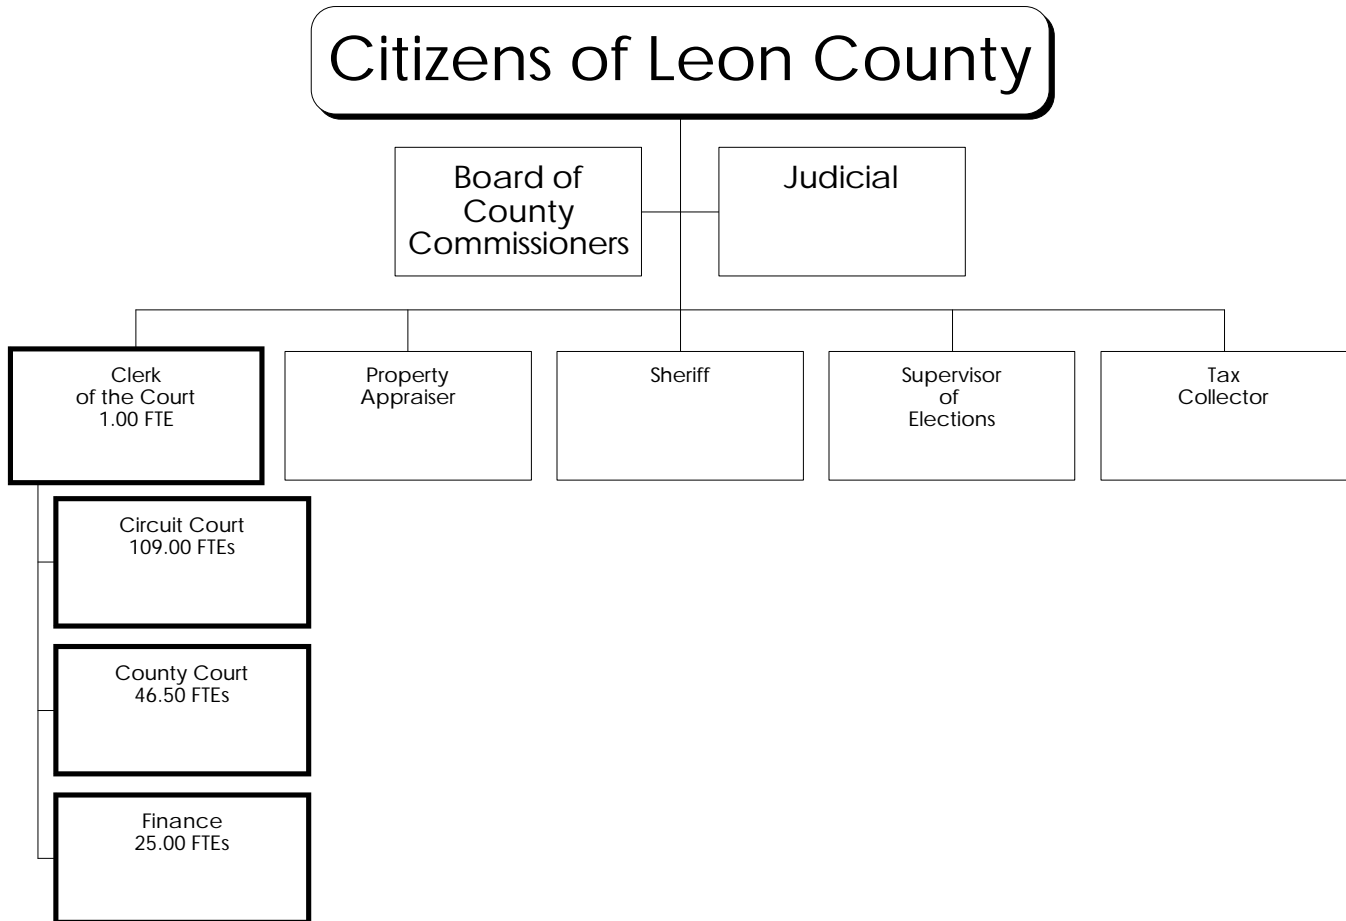 Citizens of Leon County
Board of
County
Commissioners
Judicial
Clerk
of the Court
1.00 FTE
Property
Appraiser
Sheriff
Supervisor
of
Elections
Tax
Collector
Circuit Court
109.00 FTEs
County Court
46.50 FTEs
Finance
25.00 FTEs